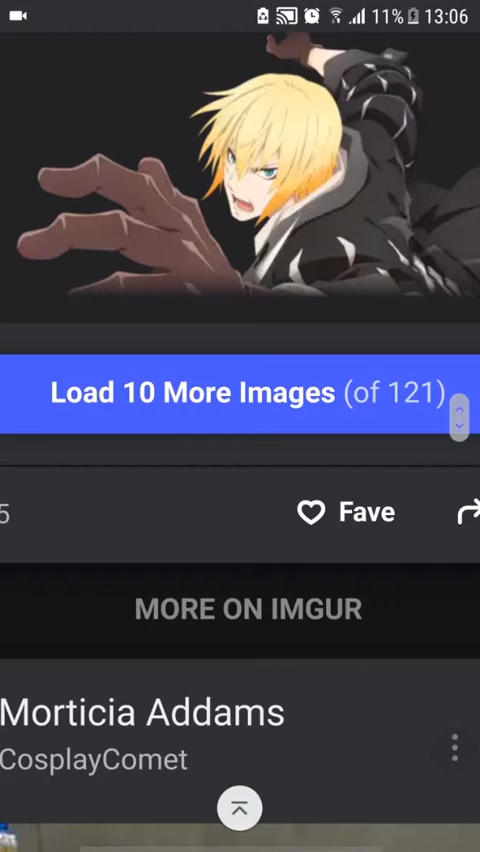 11% 13:06
Load 10 More Images (of 121)
5
Fave
MORE ON IMGUR
Morticia Addams
CosplayComet